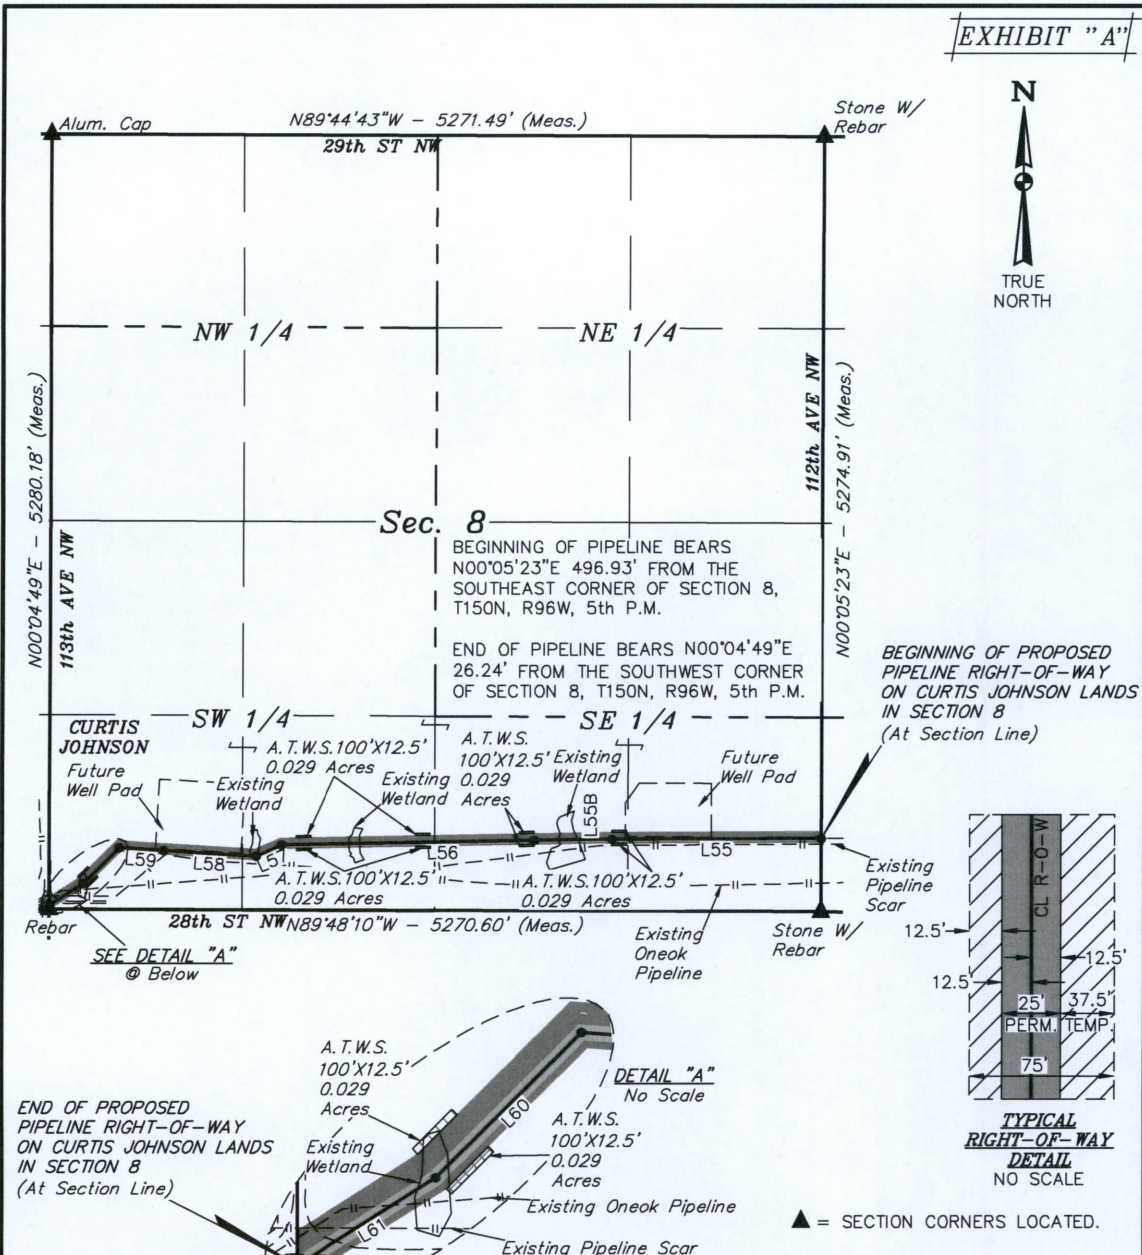 EXHIBIT "A"
N
TRUE
NORTH
Alum. Cap
N89°44'43"W - 5271.49' (Meas.)
29th ST NW
Stone W/
Rebar
NW 1/4
NE 1/4
N00°04'49"E - 5280.18' (Meas.)
113th AVE NW
112th AVE NW
N00°05'23"E - 5274.91' (Meas.)
Sec. 8
BEGINNING OF PIPELINE BEARS
N00°05'23"E 496.93' FROM THE
SOUTHEAST CORNER OF SECTION 8,
T150N, R96W, 5th P.M.
END OF PIPELINE BEARS N00°04'49"E
26.24' FROM THE SOUTHWEST CORNER
OF SECTION 8, T150N, R96W, 5th P.M.
BEGINNING OF PROPOSED
PIPELINE RIGHT-OF-WAY
ON CURTIS JOHNSON LANDS
IN SECTION 8
(At Section Line)
SW 1/4
SE 1/4
CURTIS
JOHNSON
Future
Well Pad
Existing
Wetland
A.T.W.S.100'X12.5'
0.029 Acres
Existing
Wetland
A.T.W.S.
100'X12.5'
0.029
Acres
Existing
Wetland
L55B
Future
Well Pad
L59
L58
L56
L55
A.T.W.S.100'X12.5'
0.029 Acres
A.T.W.S.100'X12.5'
0.029 Acres
Existing
Pipeline
Scar
Rebar
28th ST NW
N89°48'10"W - 5270.60' (Meas.)
Existing
Oneok
Pipeline
Stone W/
Rebar
SEE DETAIL "A"
@ Below
CL R-O-W
12.5'
12.5'
12.5'
25'
37.5'
PERM.
TEMP.
75'
TYPICAL
RIGHT-OF-WAY
DETAIL
NO SCALE
A.T.W.S.
100'X12.5'
0.029
Acres
DETAIL "A"
No Scale
L60
A.T.W.S.
100'X12.5'
0.029
Acres
END OF PROPOSED
PIPELINE RIGHT-OF-WAY
ON CURTIS JOHNSON LANDS
IN SECTION 8
(At Section Line)
Existing
Wetland
L61
Existing Oneok Pipeline
Existing Pipeline Scar
▲ = SECTION CORNERS LOCATED.